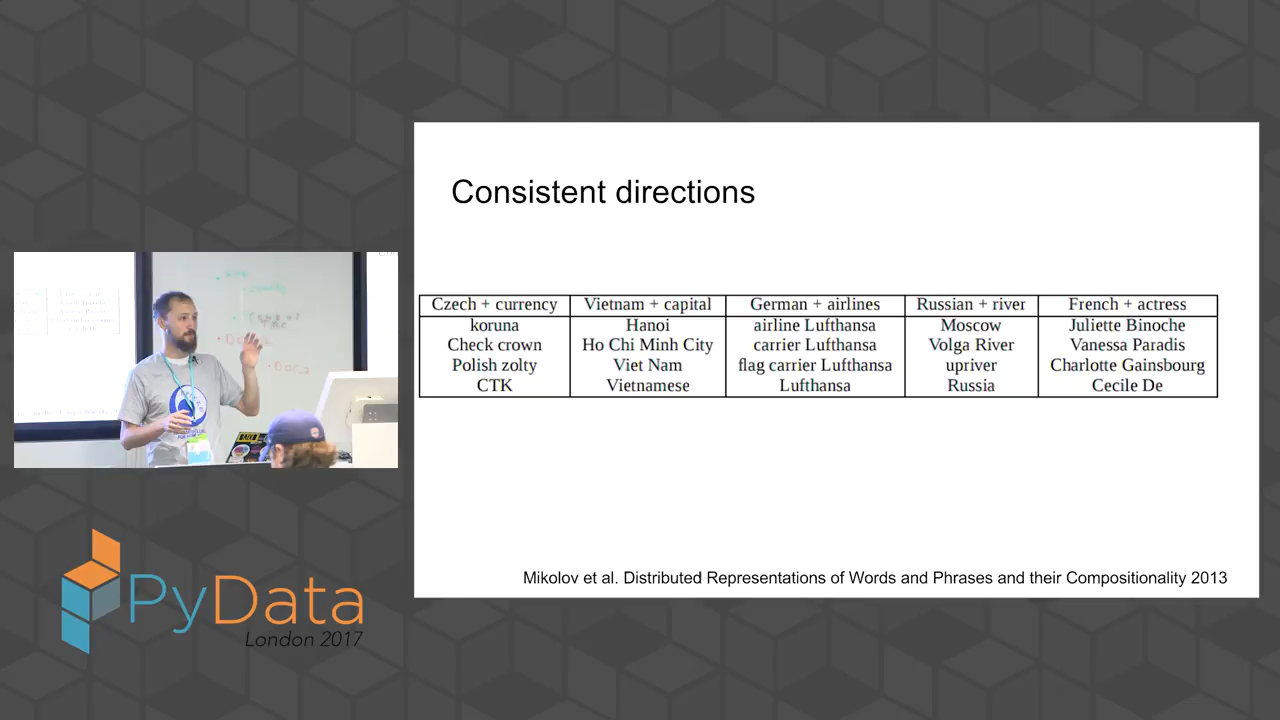 Consistent directions
Czech + currency Vietnam + capital German + airlines Russian + river French + actress
koruna Hanoi airline Lufthansa Moscow Juliette Binoche
Check crown Ho Chi Minh City carrier Lufthansa Volga River Vanessa Paradis
Polish zolty Viet Nam flag carrier Lufthansa upriver Charlotte Gainsbourg
CTK Vietnamese Lufthansa Russia Cecile De
Mikolov et al. Distributed Representations of Words and Phrases and their Compositionality 2013
PyData
London 2017